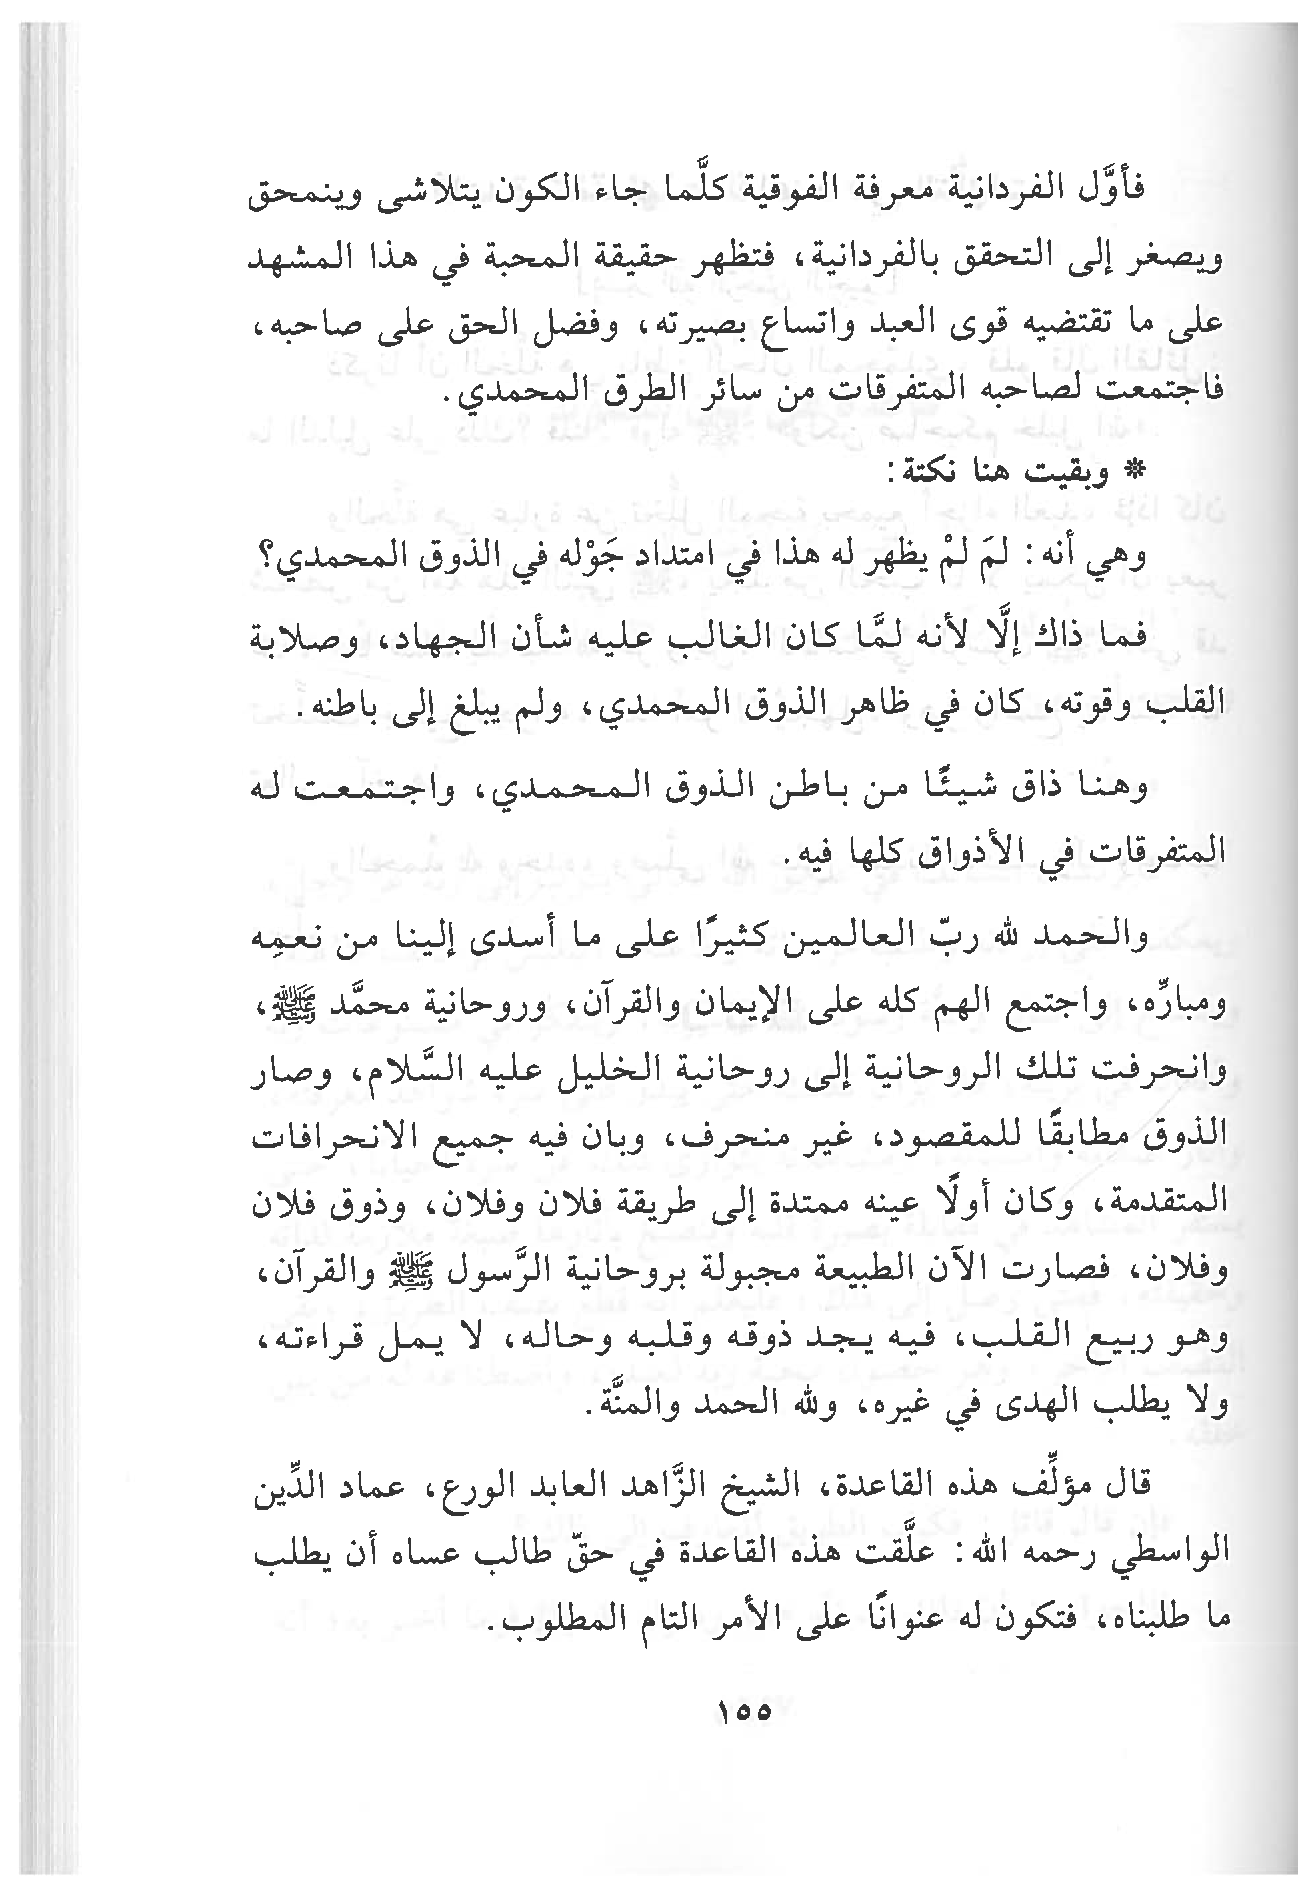 فأوَّل الفردانية معرفة الفوقية كلَّما جاء الكون يتلاشى وينمحق
ويصغر إلى التحقق بالفردانية، فتظهر حقيقة المحبة في هذا المشهد
على ما تقتضيه قوى العبد واتساع بصيرته، وفضل الحق على صاحبه،
فاجتمعت لصاحبه المتفرقات من سائر الطرق المحمدي.
* وبقيت هنا نكتة:
وهي أنه: لمَ لمْ يظهر له هذا في امتداد جَوْله في الذوق المحمدي؟
فما ذاك إلَّا لأنه لمَّا كان الغالب عليه شأن الجهاد، وصلابة
القلب وقوته، كان في ظاهر الذوق المحمدي، ولم يبلغ إلى باطنه.
وهنا ذاق شيئًا من باطن الذوق المحمدي، واجتمعت له
المتفرقات في الأذواق كلها فيه.
والحمد لله ربّ العالمين كثيرًا على ما أسدى إلينا من نعمِه
ومبارِّه، واجتمع الهم كله على الإيمان والقرآن، وروحانية محمَّد ﷺ،
وانحرفت تلك الروحانية إلى روحانية الخليل عليه السَّلام، وصار
الذوق مطابقًا للمقصود، غير منحرف، وبان فيه جميع الانحرافات
المتقدمة، وكان أولًا عينه ممتدة إلى طريقة فلان وفلان، وذوق فلان
وفلان، فصارت الآن الطبيعة مجبولة بروحانية الرَّسول ﷺ والقرآن،
وهو ربيع القلب، فيه يجد ذوقه وقلبه وحاله، لا يمل قراءته،
ولا يطلب الهدى في غيره، ولله الحمد والمنَّة.
قال مؤلِّف هذه القاعدة، الشيخ الزَّاهد العابد الورع، عماد الدِّين
الواسطي رحمه الله: علَّقت هذه القاعدة في حقّ طالب عساه أن يطلب
ما طلبناه، فتكون له عنوانًا على الأمر التام المطلوب.
١٥٥